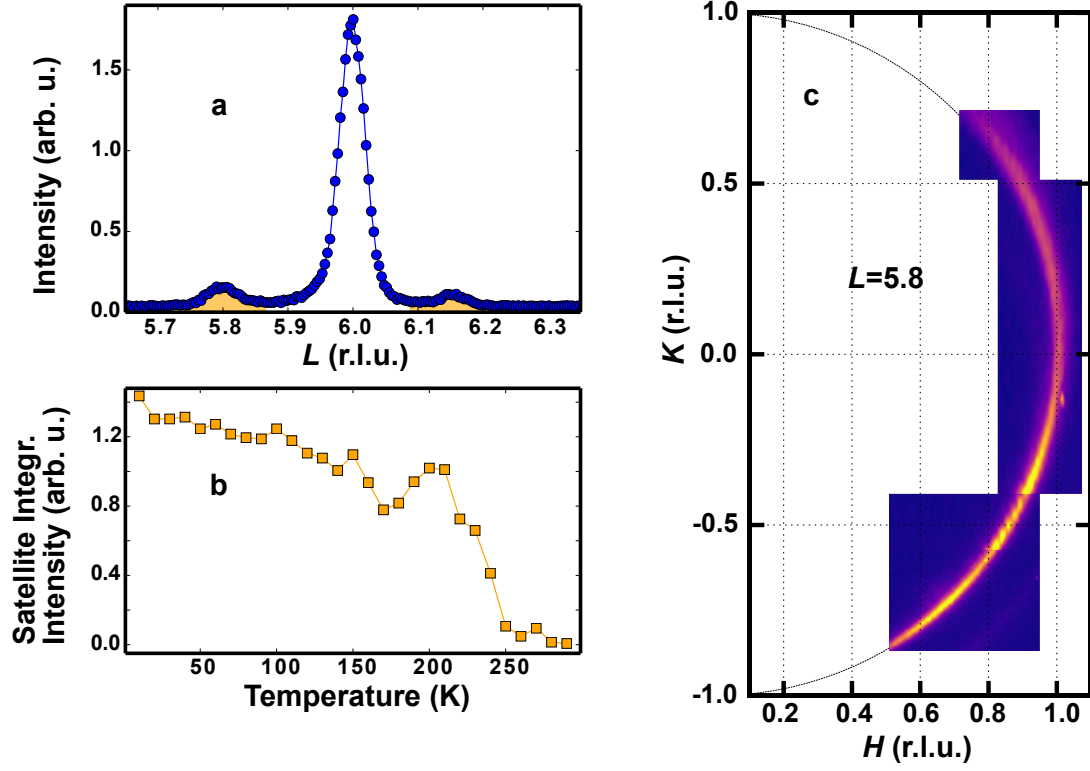 1.5
1.0
0.5
0.0
Intensity (arb. u.)
a
5.7 5.8 5.9 6.0 6.1 6.2 6.3
L (r.l.u.)
1.2
0.8
0.4
0.0
Satellite Integr.
Intensity (arb. u.)
b
50 100 150 200 250
Temperature (K)
1.0
0.5
0.0
-0.5
-1.0
K (r.l.u.)
c
L=5.8
0.2 0.4 0.6 0.8 1.0
H (r.l.u.)